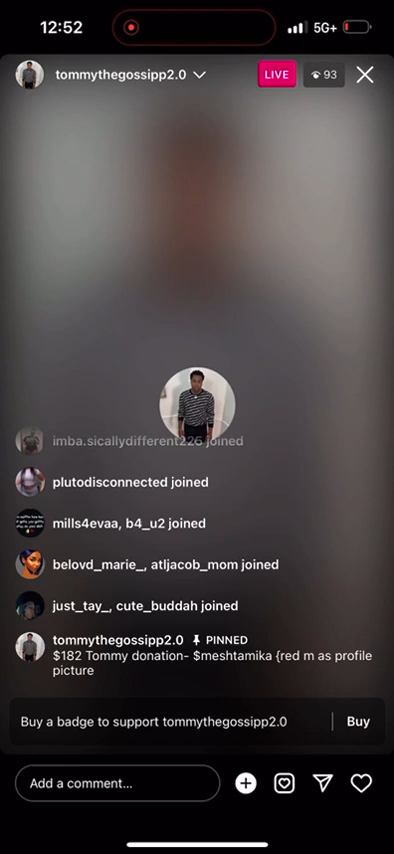 12:52
5G+
tommythegossipp2.0
LIVE
93
imba.sicallydifferent226 joined
plutodisconnected joined
mills4evaa, b4_u2 joined
belovd_marie_, atljacob_mom joined
just_tay_, cute_buddah joined
tommythegossipp2.0 PINNED
$182 Tommy donation- $meshtamika {red m as profile
picture
Buy a badge to support tommythegossipp2.0
Buy
Add a comment...